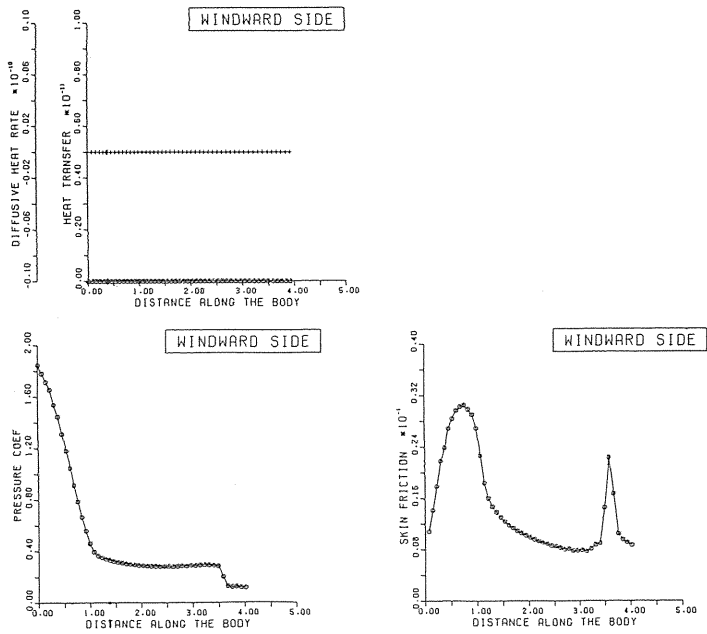 WINDWARD SIDE
DIFFUSIVE HEAT RATE ×10⁻¹⁰
-0.10 -0.06 -0.02 0.02 0.06 0.10
HEAT TRANSFER ×10⁻¹¹
0.00 0.20 0.40 0.60 0.80 1.00
0.00 1.00 2.00 3.00 4.00 5.00
DISTANCE ALONG THE BODY
WINDWARD SIDE
PRESSURE COEF
0.00 0.40 0.80 1.20 1.60 2.00
0.00 1.00 2.00 3.00 4.00 5.00
DISTANCE ALONG THE BODY
WINDWARD SIDE
SKIN FRICTION ×10⁻¹
0.00 0.08 0.16 0.24 0.32 0.40
0.00 1.00 2.00 3.00 4.00 5.00
DISTANCE ALONG THE BODY